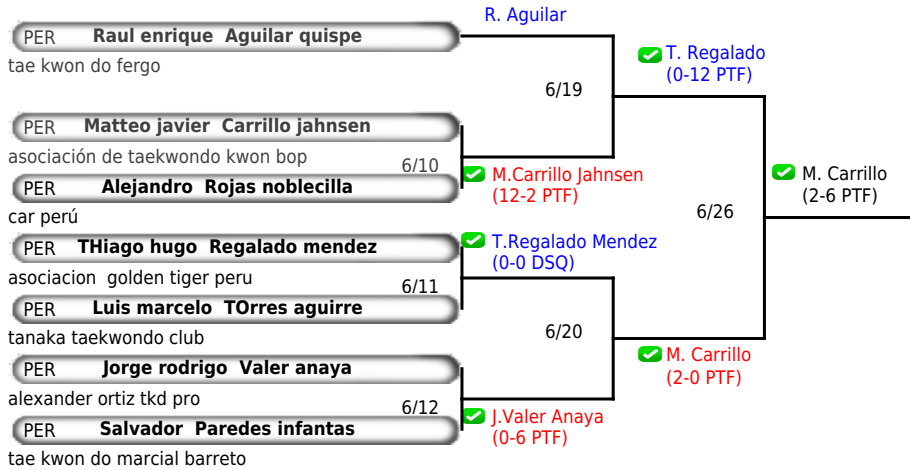 R. Aguilar
PER Raul enrique Aguilar quispe
tae kwon do fergo
T. Regalado
(0-12 PTF)
6/19
PER Matteo javier Carrillo jahnsen
asociación de taekwondo kwon bop
6/10
M.Carrillo Jahnsen
(12-2 PTF)
PER Alejandro Rojas noblecilla
car perú
M. Carrillo
(2-6 PTF)
6/26
PER THiago hugo Regalado mendez
asociacion golden tiger peru
T.Regalado Mendez
(0-0 DSQ)
6/11
PER Luis marcelo TOrres aguirre
tanaka taekwondo club
6/20
PER Jorge rodrigo Valer anaya
alexander ortiz tkd pro
M. Carrillo
(2-0 PTF)
6/12
J.Valer Anaya
(0-6 PTF)
PER Salvador Paredes infantas
tae kwon do marcial barreto